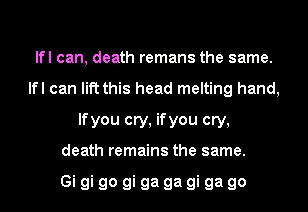 If I can, death remans the same.
If I can lift this head melting hand,
If you cry, if you cry,
death remains the same.
Gi gi go gi ga ga gi ga go